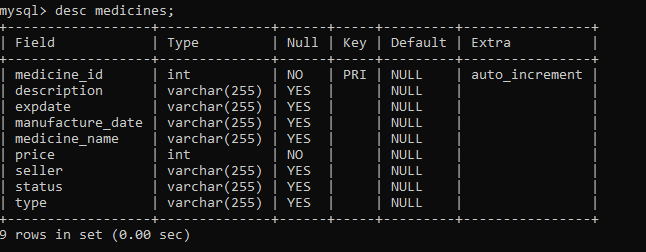 mysql> desc medicines;
+------------------+--------------+------+-----+---------+----------------+
| Field            | Type         | Null | Key | Default | Extra          |
+------------------+--------------+------+-----+---------+----------------+
| medicine_id      | int          | NO   | PRI | NULL    | auto_increment |
| description      | varchar(255) | YES  |     | NULL    |                |
| expdate          | varchar(255) | YES  |     | NULL    |                |
| manufacture_date | varchar(255) | YES  |     | NULL    |                |
| medicine_name    | varchar(255) | YES  |     | NULL    |                |
| price            | int          | NO   |     | NULL    |                |
| seller           | varchar(255) | YES  |     | NULL    |                |
| status           | varchar(255) | YES  |     | NULL    |                |
| type             | varchar(255) | YES  |     | NULL    |                |
+------------------+--------------+------+-----+---------+----------------+
9 rows in set (0.00 sec)